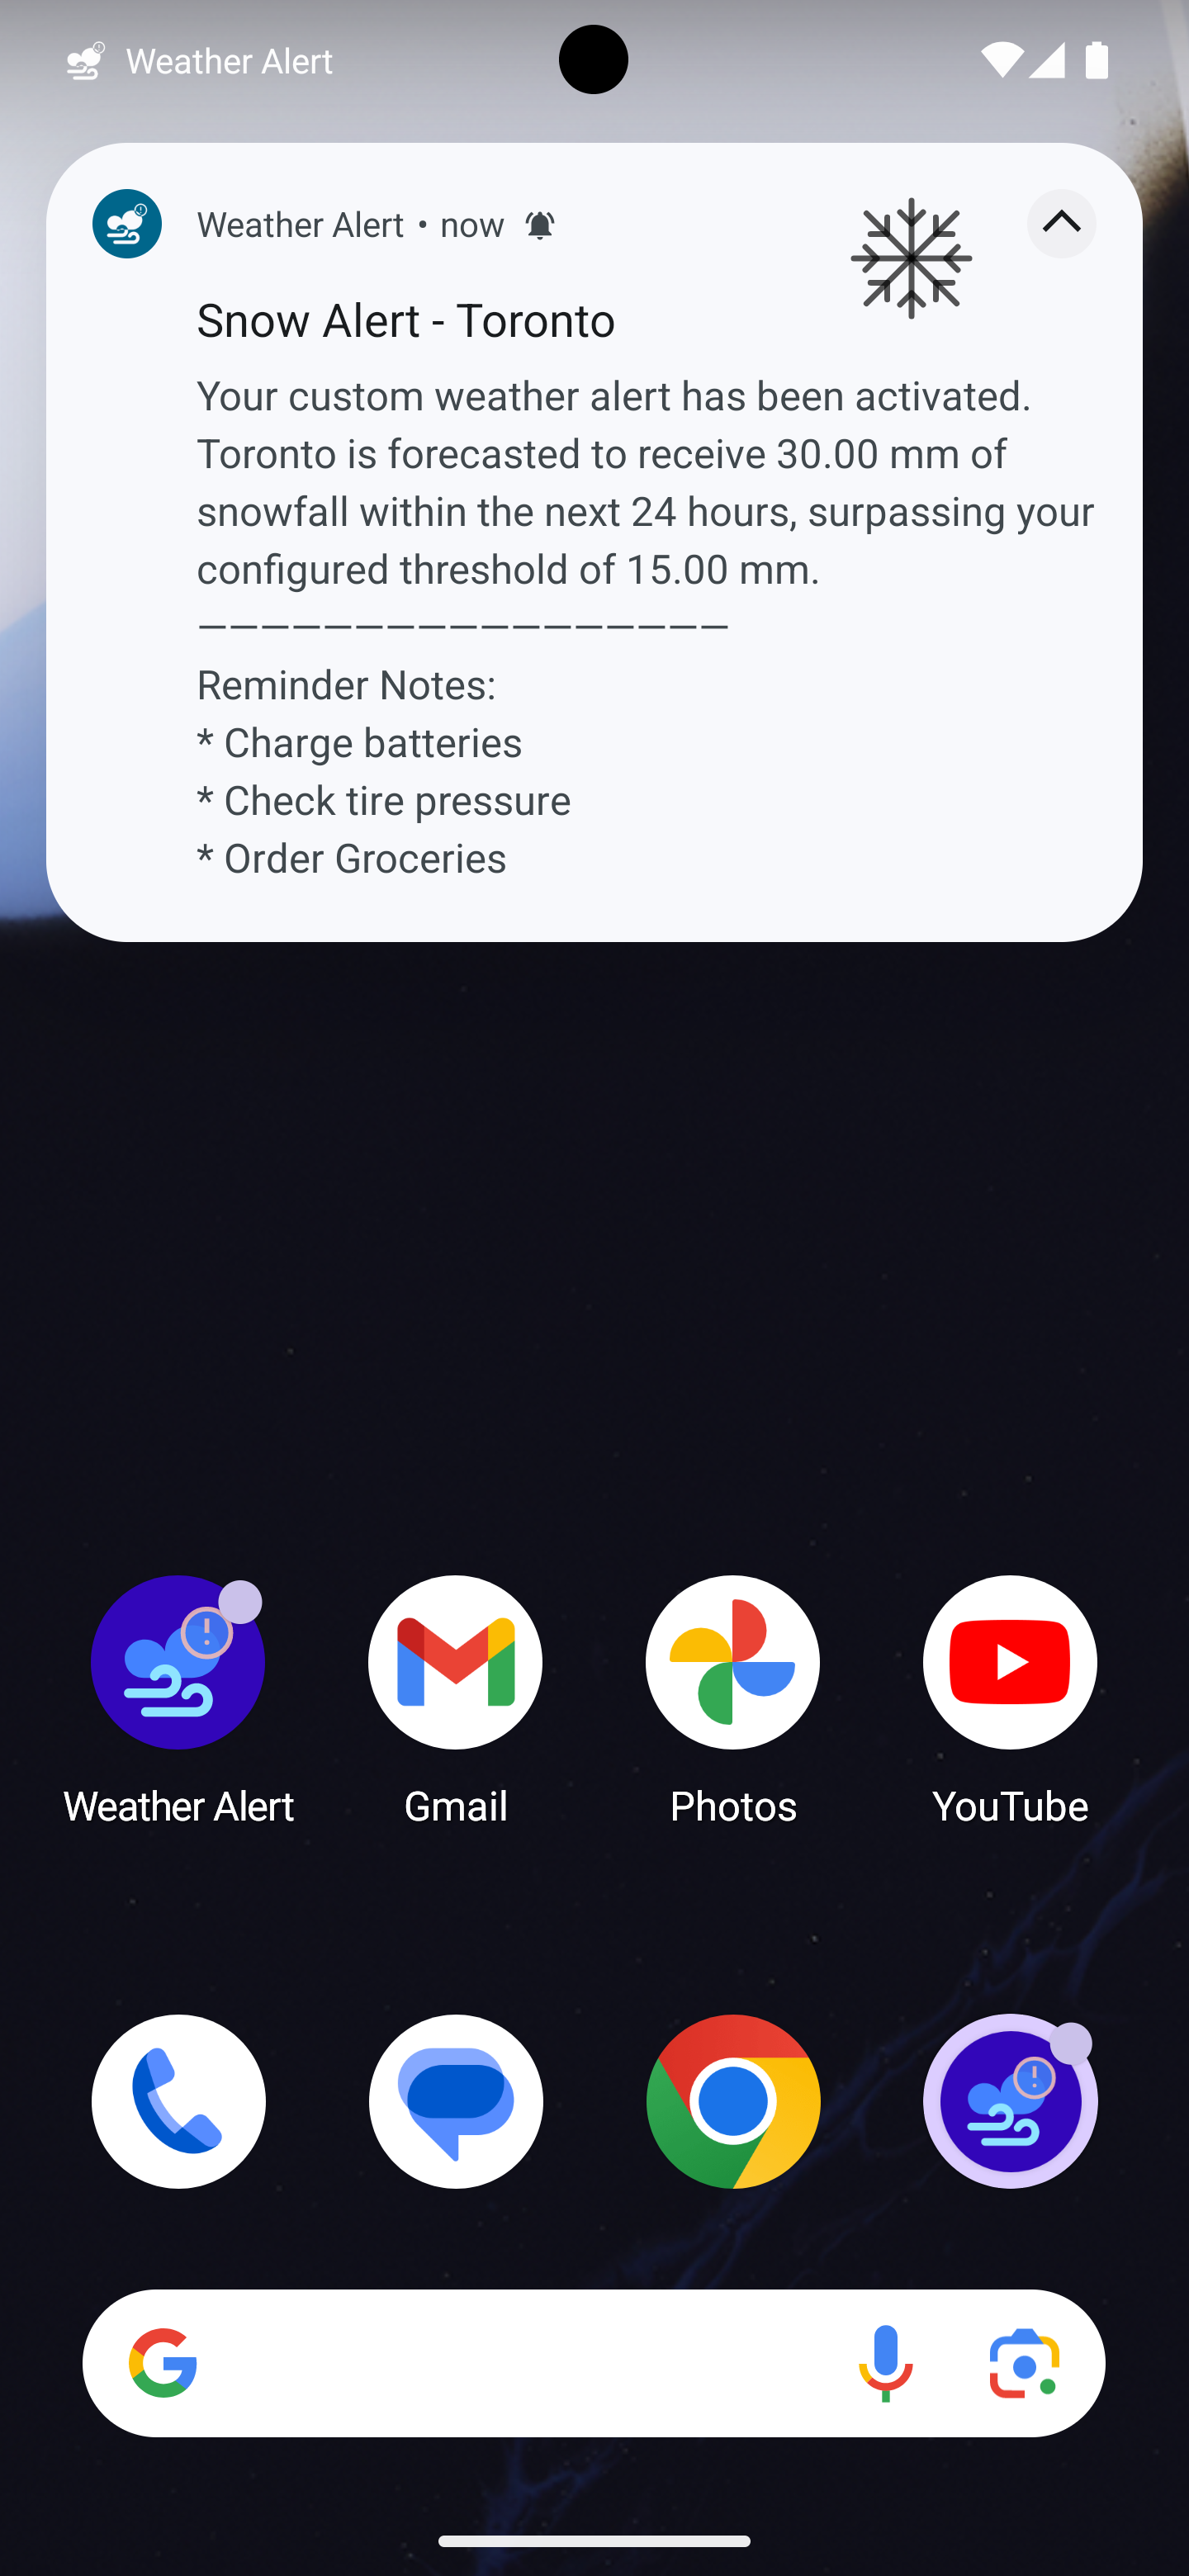 Weather Alert
Weather Alert • now
Snow Alert - Toronto
Your custom weather alert has been activated.
Toronto is forecasted to receive 30.00 mm of
snowfall within the next 24 hours, surpassing your
configured threshold of 15.00 mm.
—————————————————
Reminder Notes:
* Charge batteries
* Check tire pressure
* Order Groceries
Weather Alert Gmail Photos YouTube